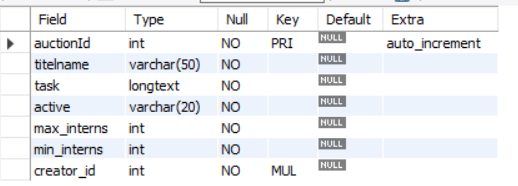 Field Type Null Key Default Extra
auctionId int NO PRI NULL auto_increment
titelname varchar(50) NO NULL
task longtext NO NULL
active varchar(20) NO NULL
max_interns int NO NULL
min_interns int NO NULL
creator_id int NO MUL NULL